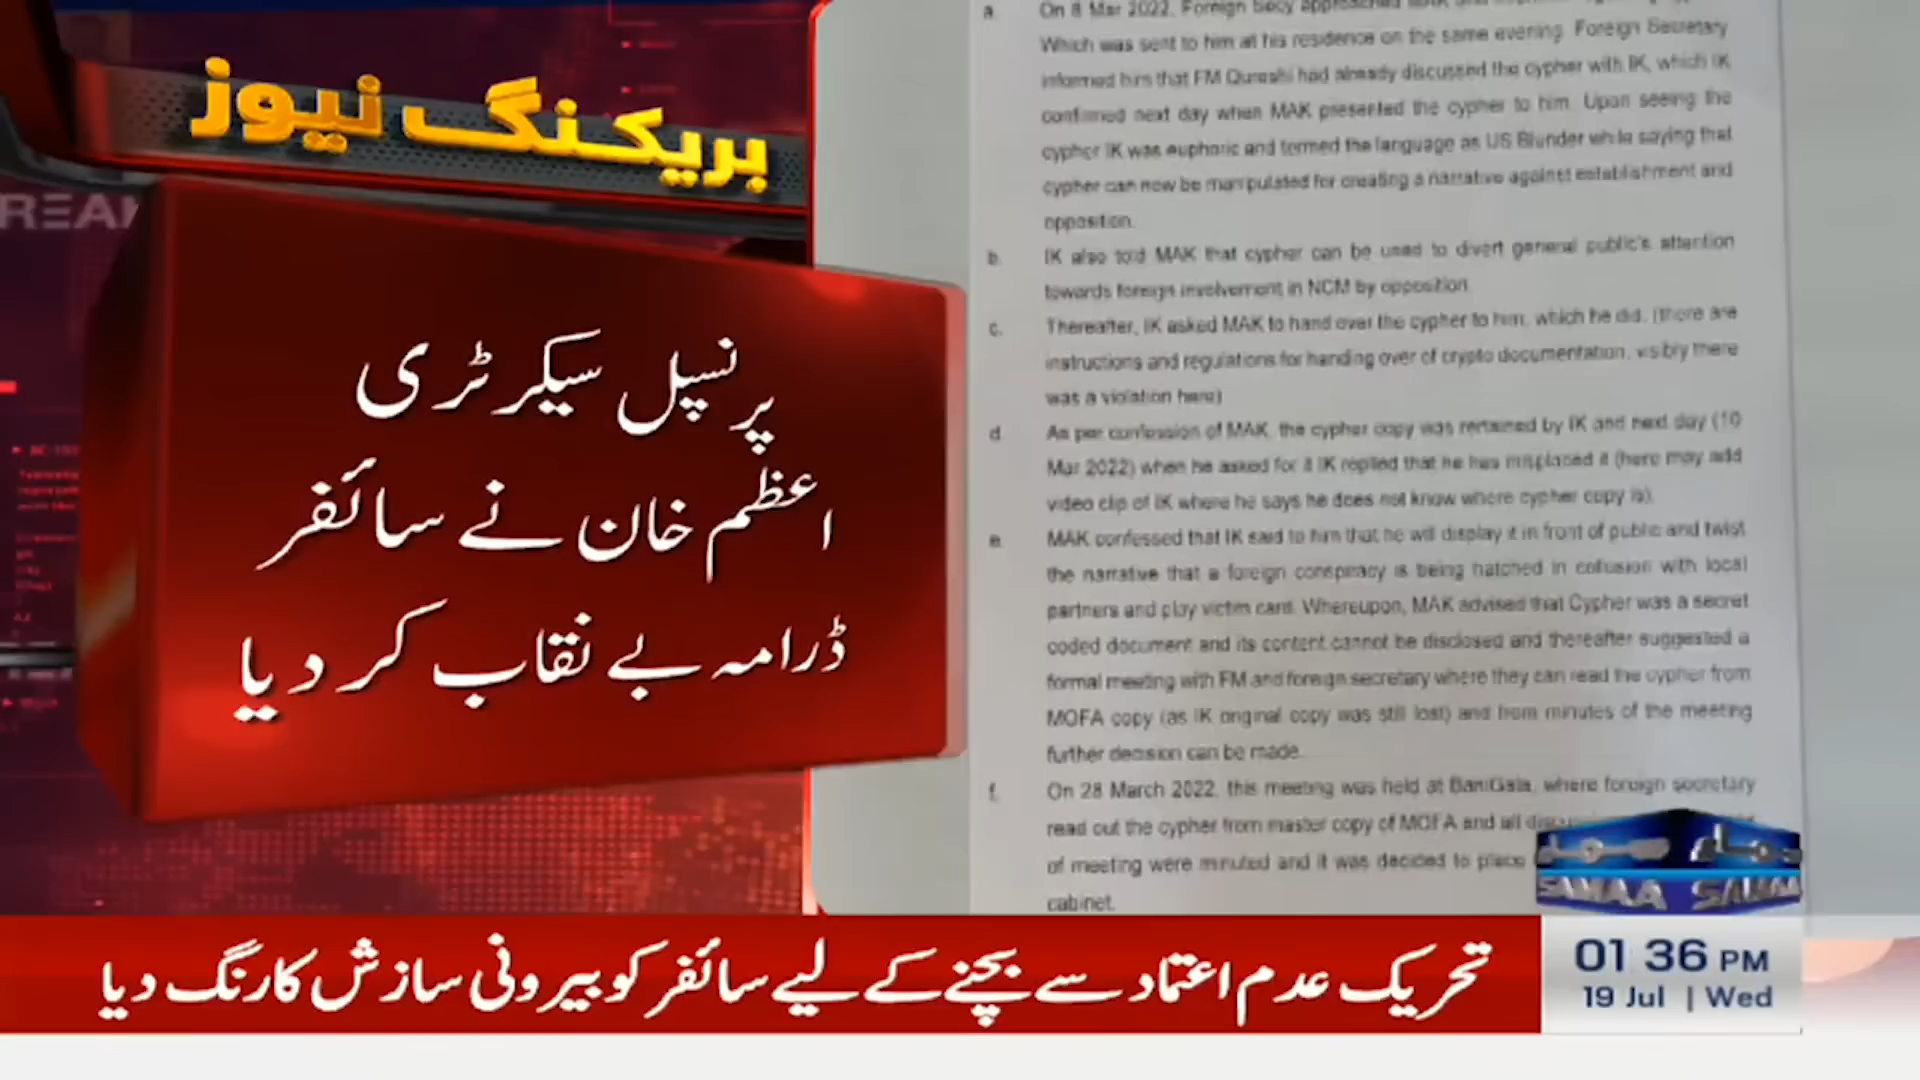 بریکنگ نیوز
REAK
پرنسپل سیکرٹری
اعظم خان نے سائفر
ڈرامہ بے نقاب کر دیا
a. On 8 Mar 2022, Foreign Secy approached MAK and
Which was sent to him at his residence on the same evening. Foreign Secretary
informed him that FM Qureshi had already discussed the cypher with IK, which IK
confirmed next day when MAK presented the cypher to him. Upon seeing the
cypher IK was euphoric and termed the language as US Blunder while saying that
cypher can now be manipulated for creating a narrative against establishment and
opposition.
b. IK also told MAK that cypher can be used to divert general public's attention
towards foreign involvement in NCM by opposition.
c. Thereafter, IK asked MAK to hand over the cypher to him, which he did. (there are
instructions and regulations for handing over of crypto documentation, visibly there
was a violation here)
d. As per confession of MAK, the cypher copy was retained by IK and next day (10
Mar 2022) when he asked for it IK replied that he has misplaced it (here may add
video clip of IK where he says he does not know where cypher copy is).
e. MAK confessed that IK said to him that he will display it in front of public and twist
the narrative that a foreign conspiracy is being hatched in collusion with local
partners and play victim card. Whereupon, MAK advised that Cypher was a secret
coded document and its content cannot be disclosed and thereafter suggested a
formal meeting with FM and foreign secretary where they can read the cypher from
MOFA copy (as IK original copy was still lost) and from minutes of the meeting
further decision can be made.
f. On 28 March 2022, this meeting was held at BaniGala, where foreign secretary
read out the cypher from master copy of MOFA and all
of meeting were minuted and it was decided to place
cabinet.
سماء
SAMAA SAMAA
تحریک عدم اعتماد سے بچنے کے لیے سائفر کو بیرونی سازش کا رنگ دیا
01 36 PM
19 Jul | Wed